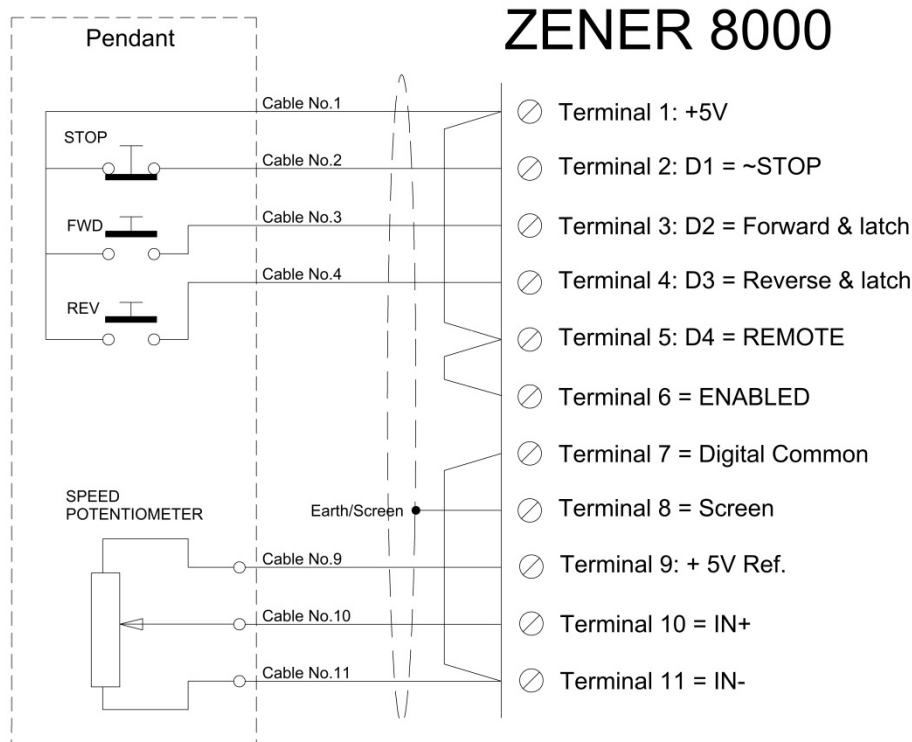 ZENER 8000
Pendant
Cable No.1
Terminal 1: +5V
STOP
Cable No.2
Terminal 2: D1 = ~STOP
FWD
Cable No.3
Terminal 3: D2 = Forward & latch
Cable No.4
Terminal 4: D3 = Reverse & latch
REV
Terminal 5: D4 = REMOTE
Terminal 6 = ENABLED
Terminal 7 = Digital Common
SPEED
POTENTIOMETER
Earth/Screen
Terminal 8 = Screen
Cable No.9
Terminal 9: + 5V Ref.
Cable No.10
Terminal 10 = IN+
Cable No.11
Terminal 11 = IN-